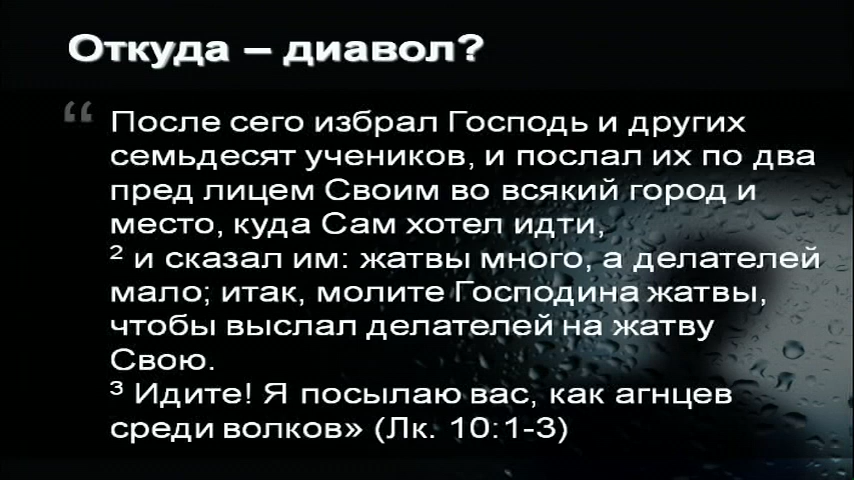 Откуда – диавол?
“ После сего избрал Господь и других
семьдесят учеников, и послал их по два
пред лицем Своим во всякий город и
место, куда Сам хотел идти,
² и сказал им: жатвы много, а делателей
мало; итак, молите Господина жатвы,
чтобы выслал делателей на жатву
Свою.
³ Идите! Я посылаю вас, как агнцев
среди волков» (Лк. 10:1-3)